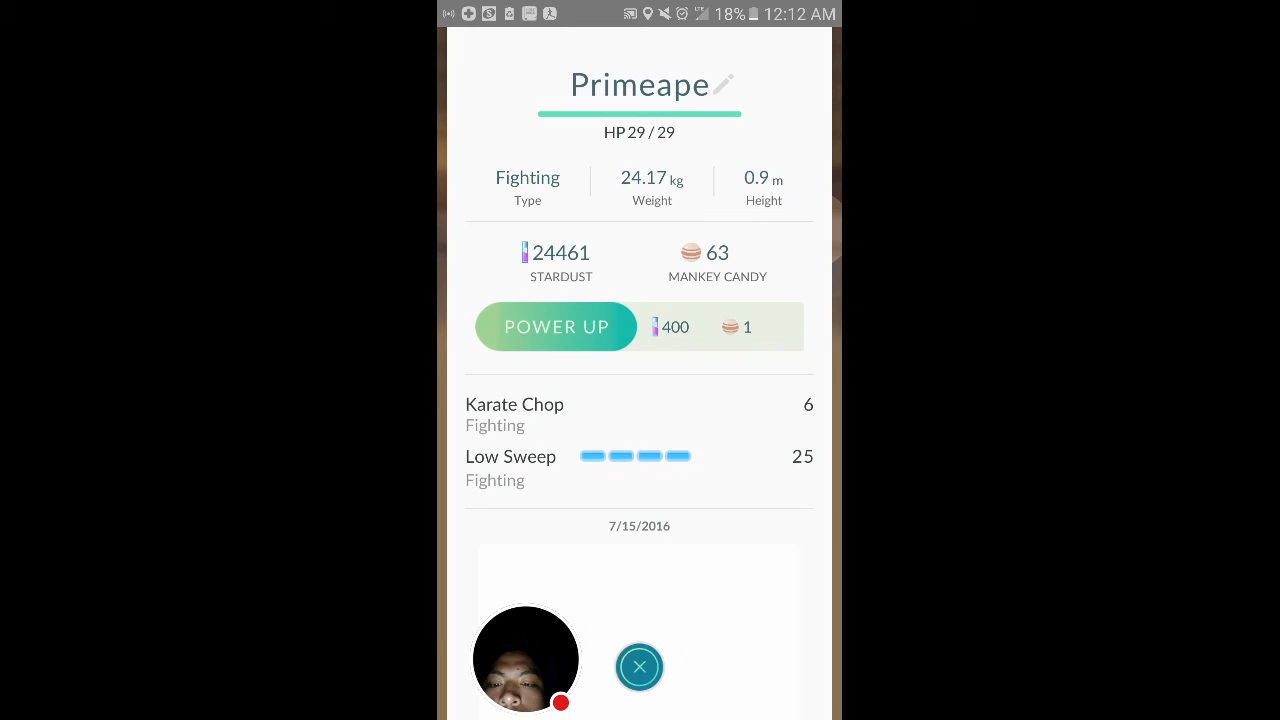 18% 12:12 AM
Primeape
HP 29 / 29
Fighting 24.17 kg 0.9 m
Type Weight Height
24461 63
STARDUST MANKEY CANDY
POWER UP 400 1
Karate Chop 6
Fighting
Low Sweep 25
Fighting
7/15/2016